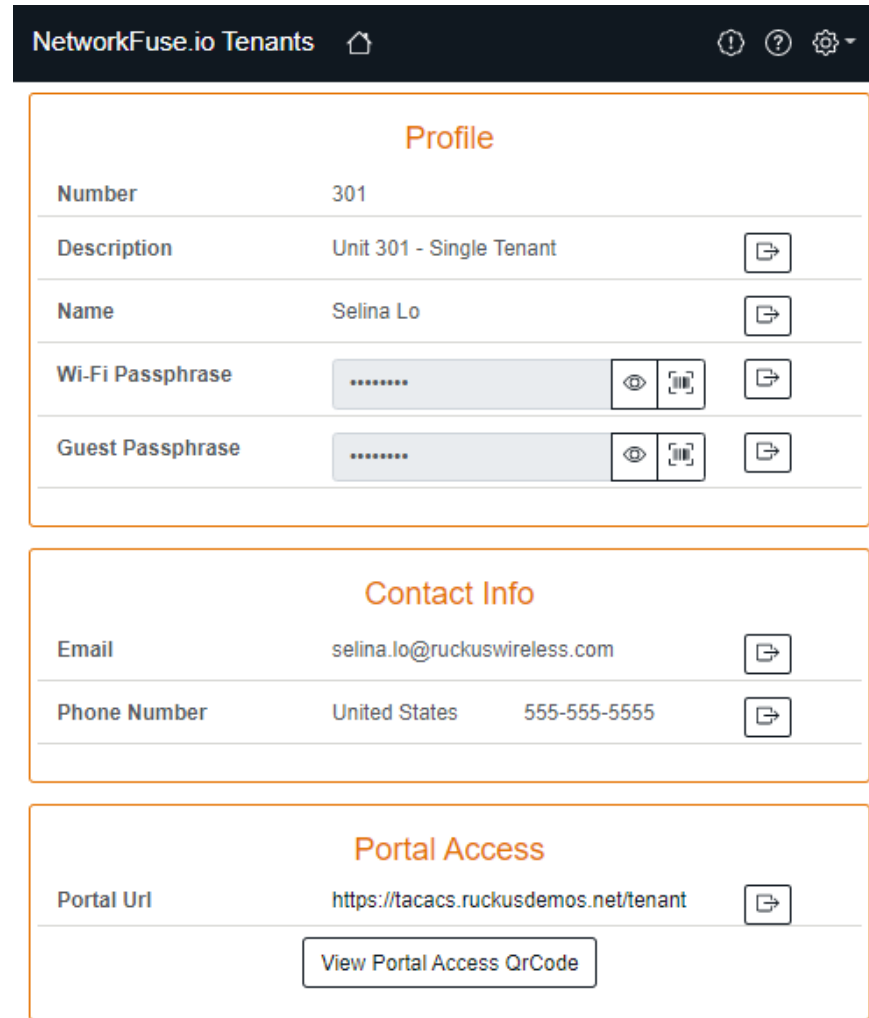 NetworkFuse.io Tenants
Profile
Number 301
Description Unit 301 - Single Tenant
Name Selina Lo
Wi-Fi Passphrase ••••••••
Guest Passphrase ••••••••
Contact Info
Email selina.lo@ruckuswireless.com
Phone Number United States 555-555-5555
Portal Access
Portal Url https://tacacs.ruckusdemos.net/tenant
View Portal Access QrCode